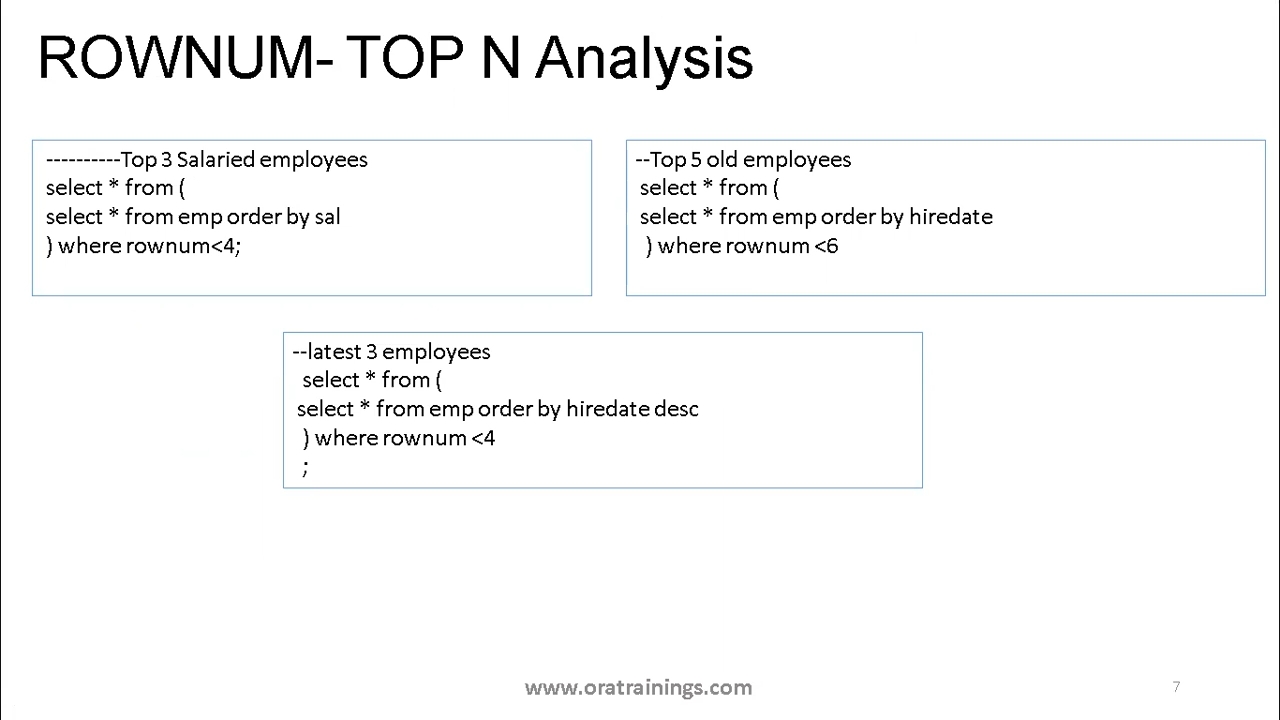 ROWNUM- TOP N Analysis
----------Top 3 Salaried employees
select * from (
select * from emp order by sal
) where rownum<4;
--Top 5 old employees
select * from (
select * from emp order by hiredate
) where rownum <6
--latest 3 employees
select * from (
select * from emp order by hiredate desc
) where rownum <4
;
www.oratrainings.com
7